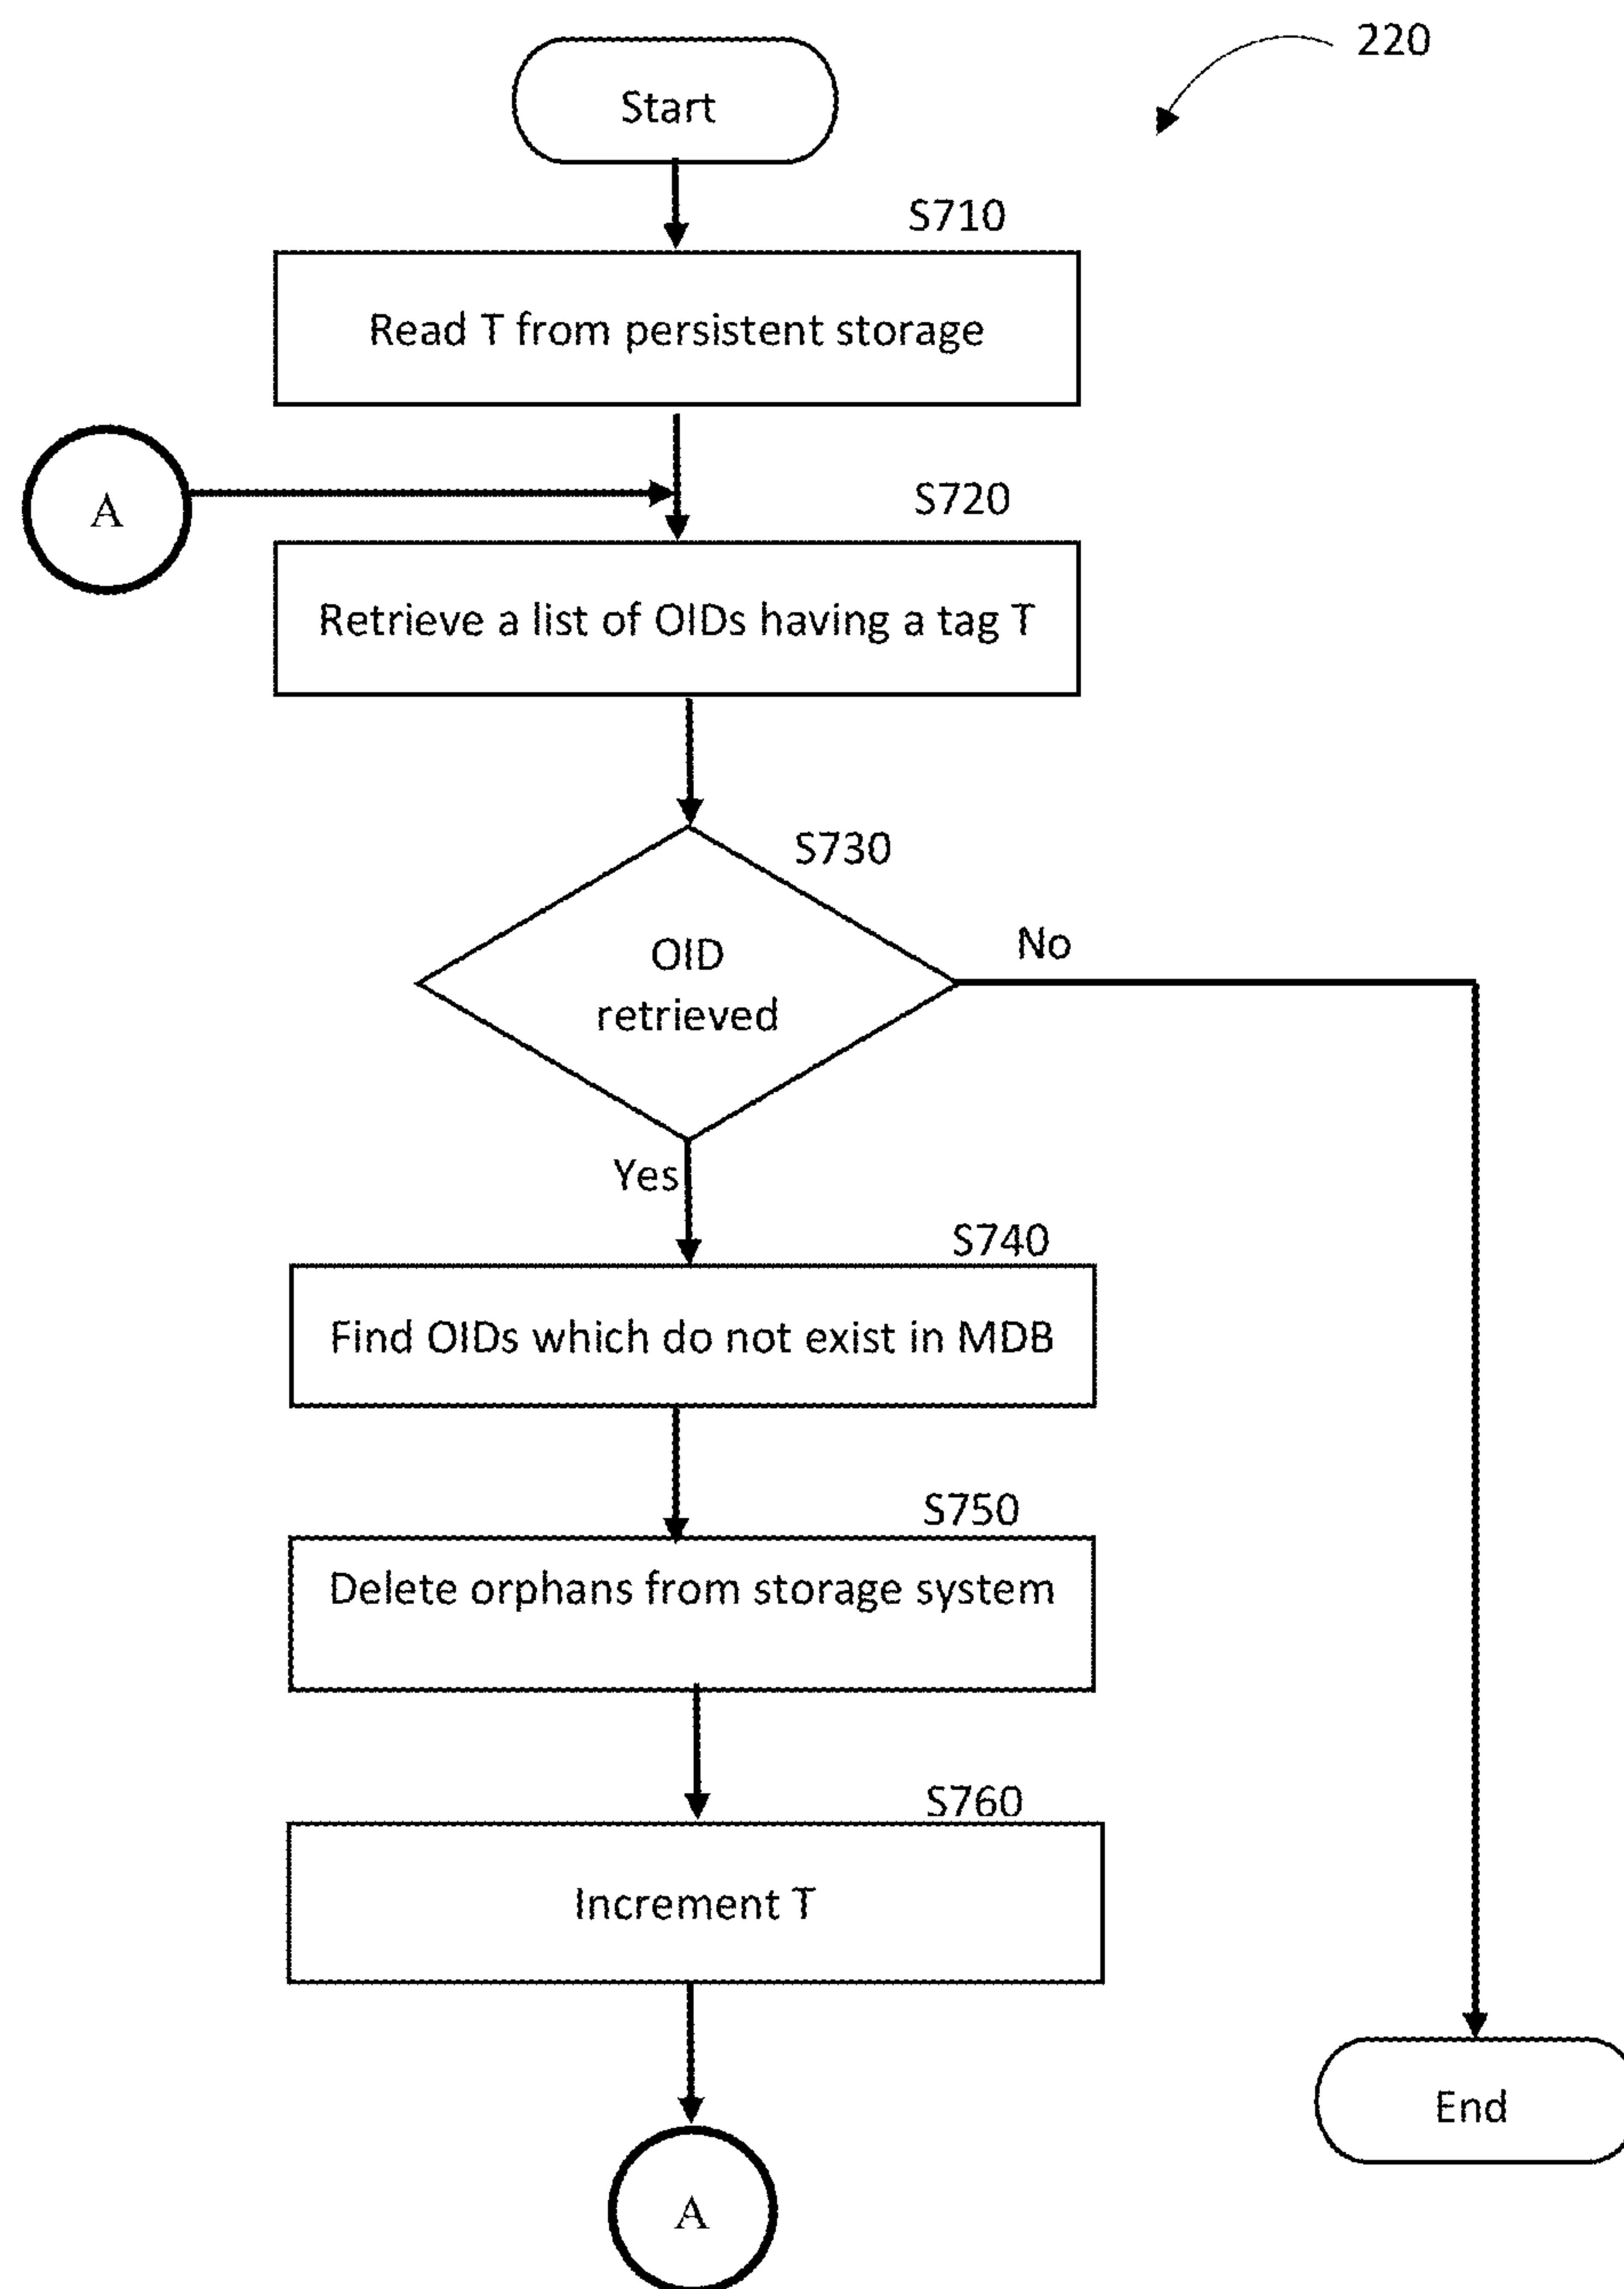 220
Start
S710
Read T from persistent storage
A
S720
Retrieve a list of OIDs having a tag T
S730
OID
retrieved
No
Yes
S740
Find OIDs which do not exist in MDB
S750
Delete orphans from storage system
S760
Increment T
End
A